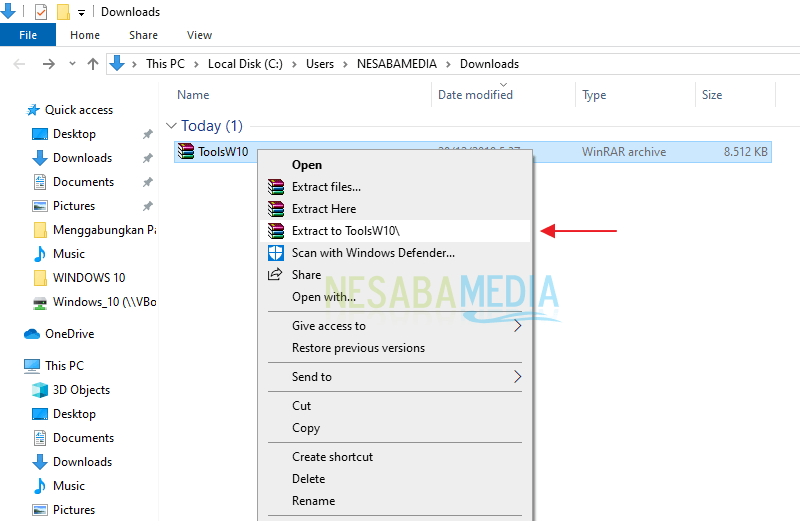 Downloads
File Home Share View
This PC > Local Disk (C:) > Users > NESABAMEDIA > Downloads
Name Date modified Type Size
Today (1)
ToolsW10 WinRAR archive 8.512 KB
Quick access
Desktop
Downloads
Documents
Pictures
Menggabungkan Pa
Music
WINDOWS 10
Windows_10 (\\VBo
OneDrive
This PC
3D Objects
Desktop
Documents
Downloads
Music
Pictures
Open
Extract files...
Extract Here
Extract to ToolsW10\
Scan with Windows Defender...
Share
Open with...
Give access to
Restore previous versions
Send to
Cut
Copy
Create shortcut
Delete
Rename
NESABAMEDIA